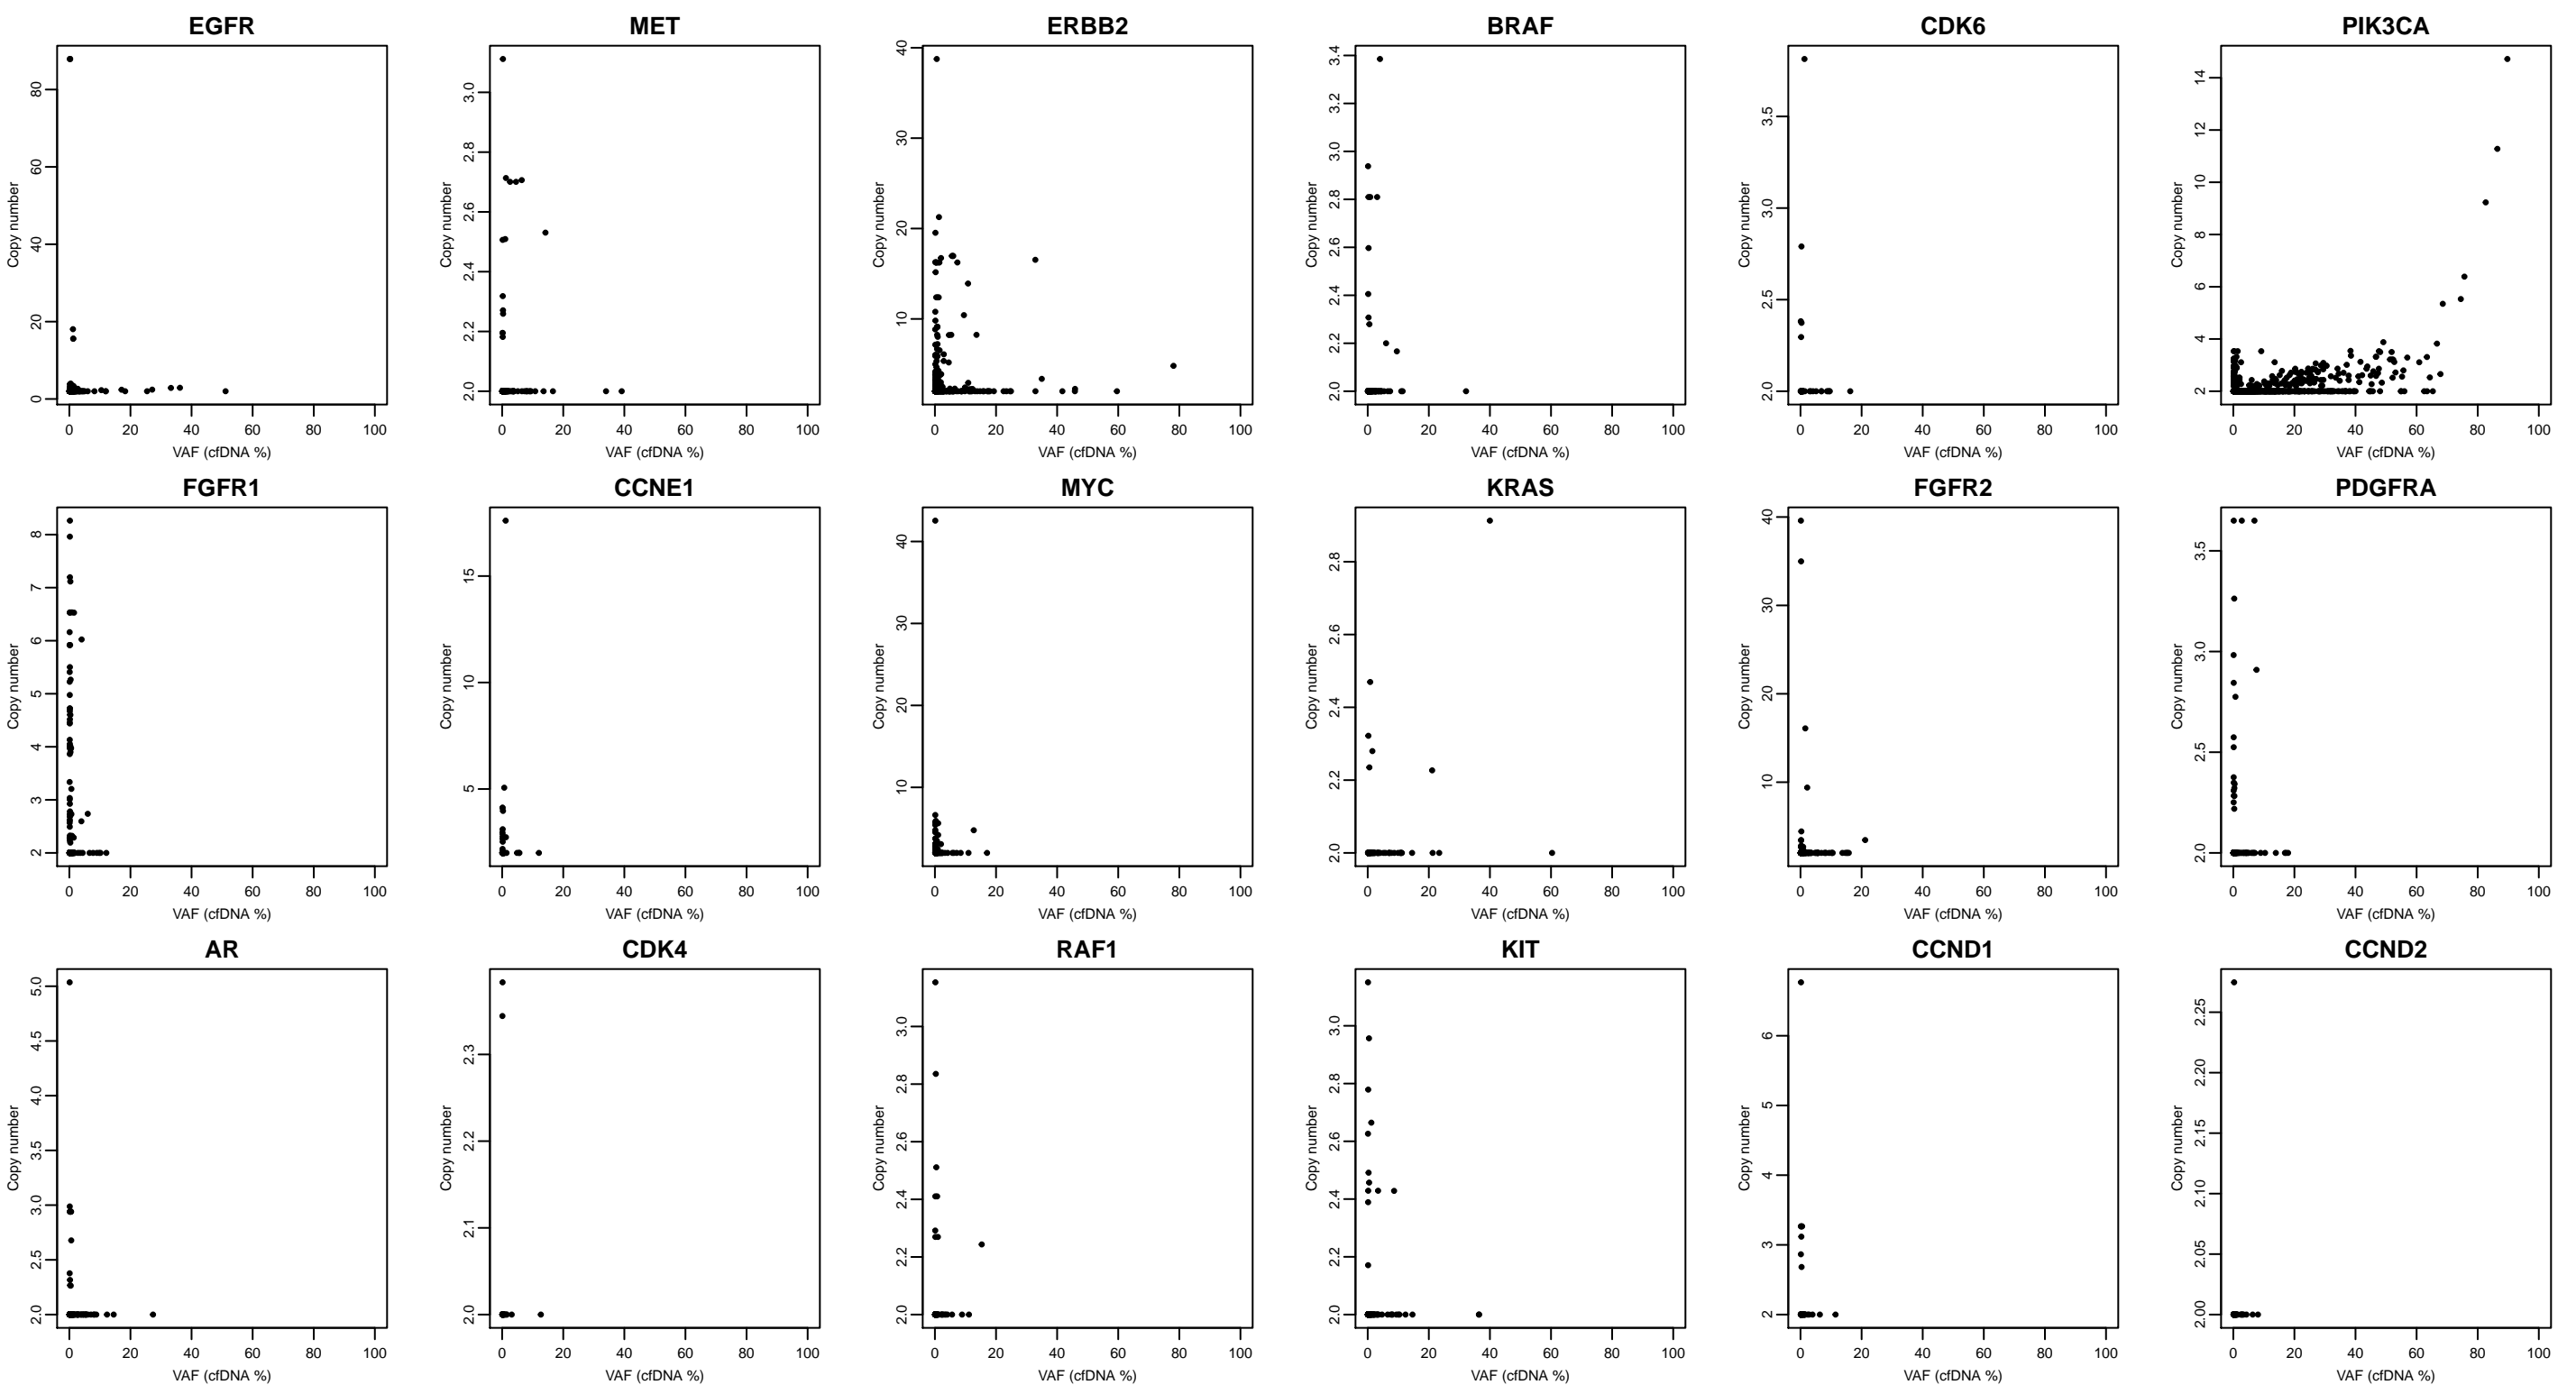 EGFR MET ERBB2 BRAF CDK6 PIK3CA
Copy number
0 20 40 60 80
0 20 40 60 80 100
VAF (cfDNA %)
Copy number
2.0 2.2 2.4 2.6 2.8 3.0
0 20 40 60 80 100
VAF (cfDNA %)
Copy number
10 20 30 40
0 20 40 60 80 100
VAF (cfDNA %)
Copy number
2.0 2.2 2.4 2.6 2.8 3.0 3.2 3.4
0 20 40 60 80 100
VAF (cfDNA %)
Copy number
2.0 2.5 3.0 3.5
0 20 40 60 80 100
VAF (cfDNA %)
Copy number
2 4 6 8 10 12 14
0 20 40 60 80 100
VAF (cfDNA %)
FGFR1 CCNE1 MYC KRAS FGFR2 PDGFRA
Copy number
2 3 4 5 6 7 8
0 20 40 60 80 100
VAF (cfDNA %)
Copy number
5 10 15
0 20 40 60 80 100
VAF (cfDNA %)
Copy number
10 20 30 40
0 20 40 60 80 100
VAF (cfDNA %)
Copy number
2.0 2.2 2.4 2.6 2.8
0 20 40 60 80 100
VAF (cfDNA %)
Copy number
10 20 30 40
0 20 40 60 80 100
VAF (cfDNA %)
Copy number
2.0 2.5 3.0 3.5
0 20 40 60 80 100
VAF (cfDNA %)
AR CDK4 RAF1 KIT CCND1 CCND2
Copy number
2.0 2.5 3.0 3.5 4.0 4.5 5.0
0 20 40 60 80 100
VAF (cfDNA %)
Copy number
2.0 2.1 2.2 2.3
0 20 40 60 80 100
VAF (cfDNA %)
Copy number
2.0 2.2 2.4 2.6 2.8 3.0
0 20 40 60 80 100
VAF (cfDNA %)
Copy number
2.0 2.2 2.4 2.6 2.8 3.0
0 20 40 60 80 100
VAF (cfDNA %)
Copy number
2 3 4 5 6
0 20 40 60 80 100
VAF (cfDNA %)
Copy number
2.00 2.05 2.10 2.15 2.20 2.25
0 20 40 60 80 100
VAF (cfDNA %)